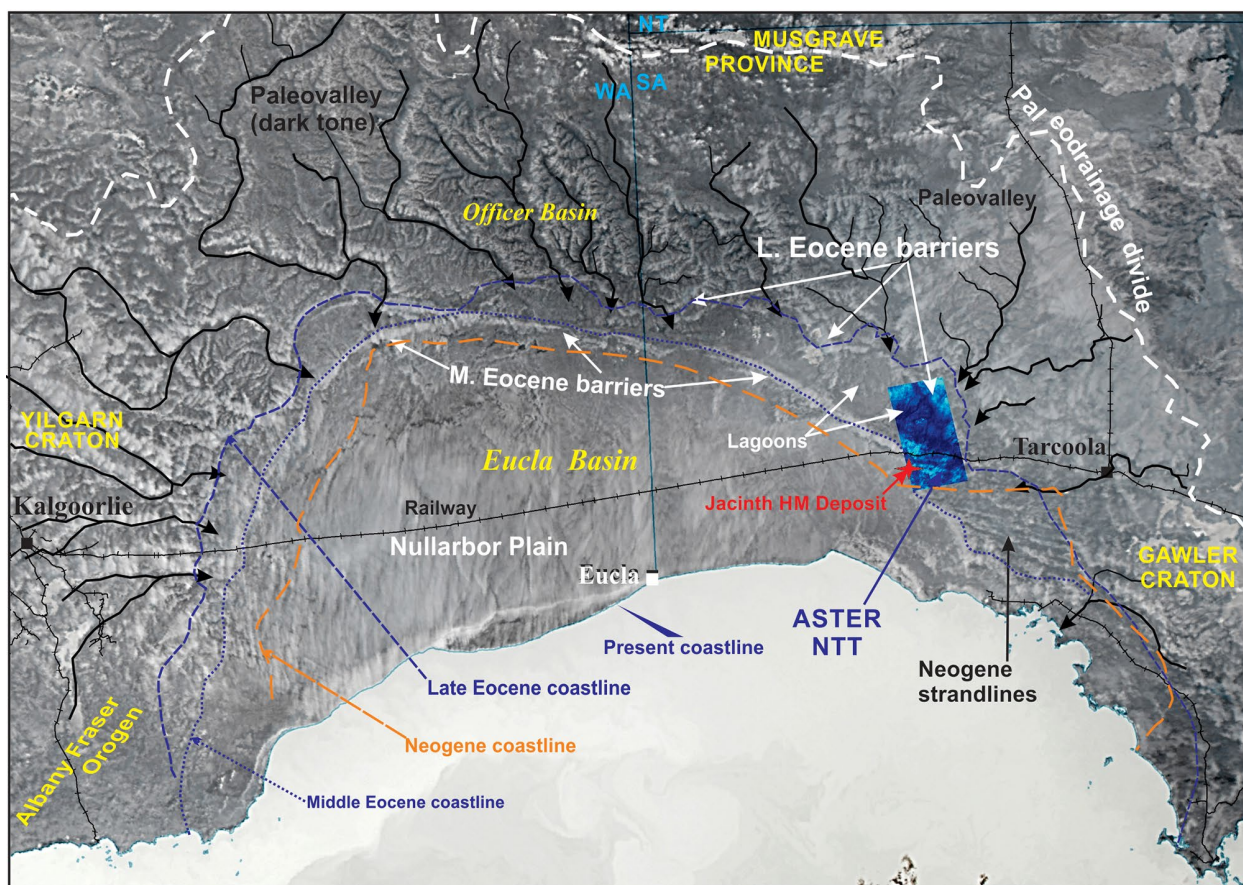 NT
MUSGRAVE
PROVINCE
WA
SA
Paleovalley
(dark tone)
Paleodrainage divide
Paleovalley
Officer Basin
L. Eocene barriers
M. Eocene barriers
YILGARN
CRATON
Lagoons
Tarcoola
Eucla Basin
Kalgoorlie
Railway
Jacinth HM Deposit
Nullarbor Plain
GAWLER
CRATON
Eucla
ASTER
NTT
Present coastline
Neogene
strandlines
Late Eocene coastline
Albany Fraser
Orogen
Neogene coastline
Middle Eocene coastline